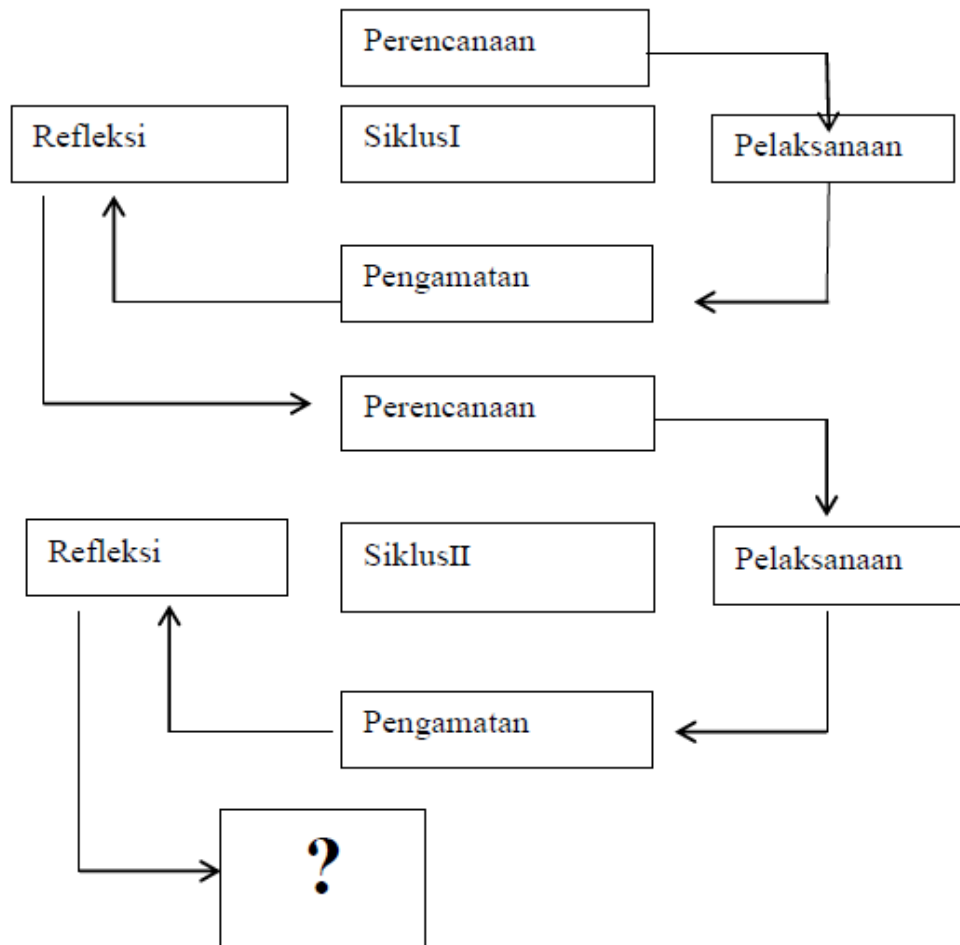 Perencanaan
Refleksi
SiklusI
Pelaksanaan
Pengamatan
Perencanaan
Refleksi
SiklusII
Pelaksanaan
Pengamatan
?